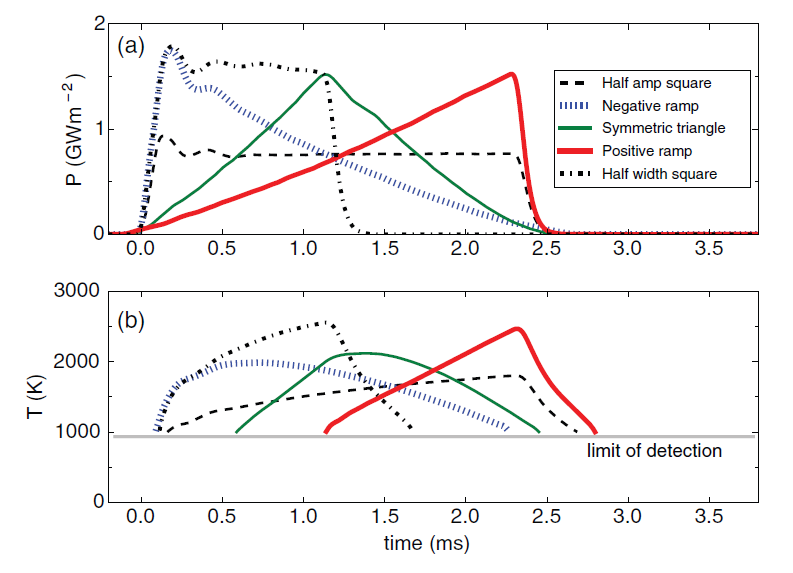 2
(a)
Half amp square
Negative ramp
1
Symmetric triangle
Positive ramp
Half width square
P (GWm⁻²)
0
0.0 0.5 1.0 1.5 2.0 2.5 3.0 3.5
3000
(b)
2000
T (K)
1000
limit of detection
0
0.0 0.5 1.0 1.5 2.0 2.5 3.0 3.5
time (ms)